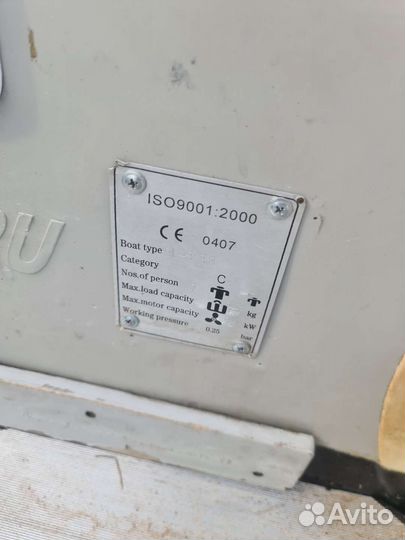 RU
ISO9001:2000
CE 0407
Boat type
Category C
Nos.of person
Max.load capacity kg
Max.motor capacity kW
Working pressure 0.25 bar
Avito